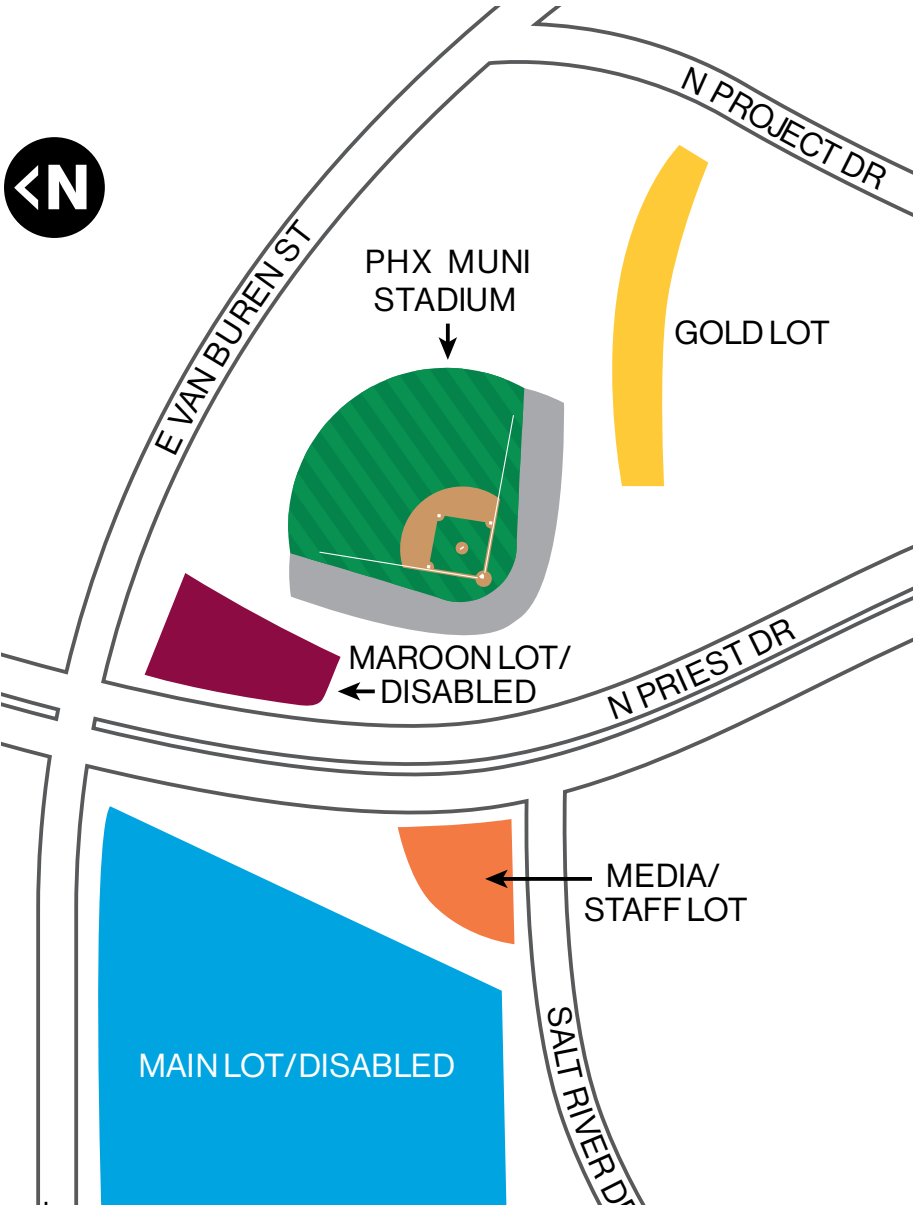 N PROJECT DR
N
E VAN BUREN ST
PHX MUNI
STADIUM
GOLD LOT
MAROON LOT/
DISABLED
N PRIEST DR
MEDIA/
STAFF LOT
MAIN LOT/DISABLED
SALT RIVER DR